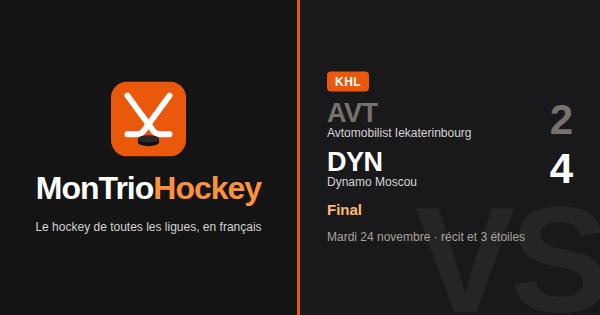 MonTrioHockey
Le hockey de toutes les ligues, en français
KHL
AVT 2
Avtomobilist Iekaterinbourg
DYN 4
Dynamo Moscou
Final
Mardi 24 novembre · récit et 3 étoiles
VS